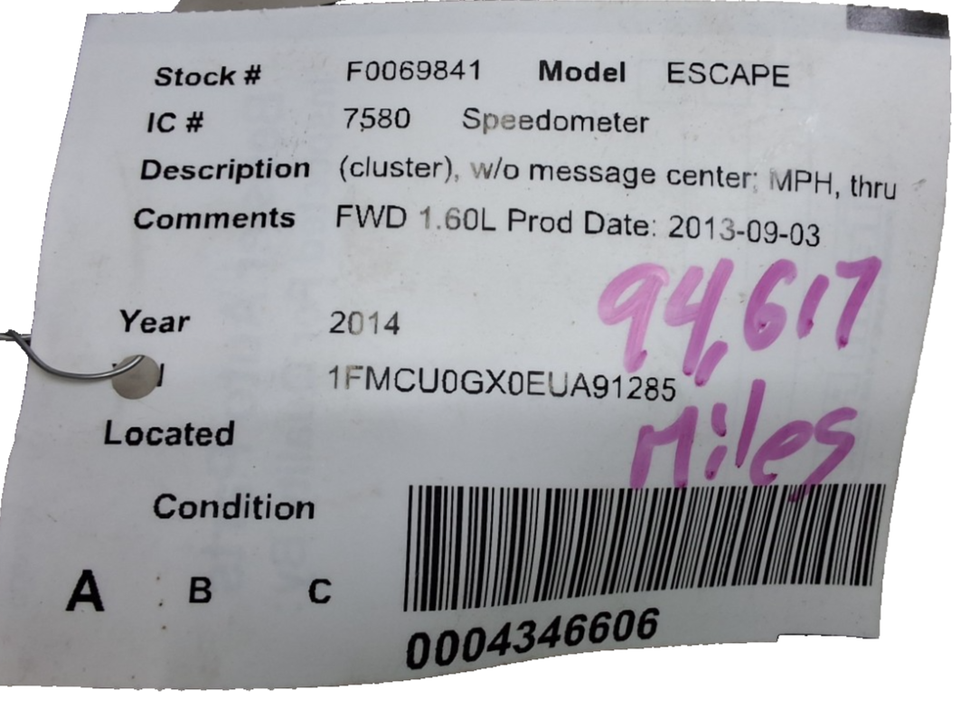 Stock # F0069841 Model ESCAPE
IC # 7580 Speedometer
Description (cluster), w/o message center; MPH, thru
Comments FWD 1.60L Prod Date: 2013-09-03
94,617
Year 2014
1FMCU0GX0EUA91285
Miles
Located
Condition
A B C
0004346606